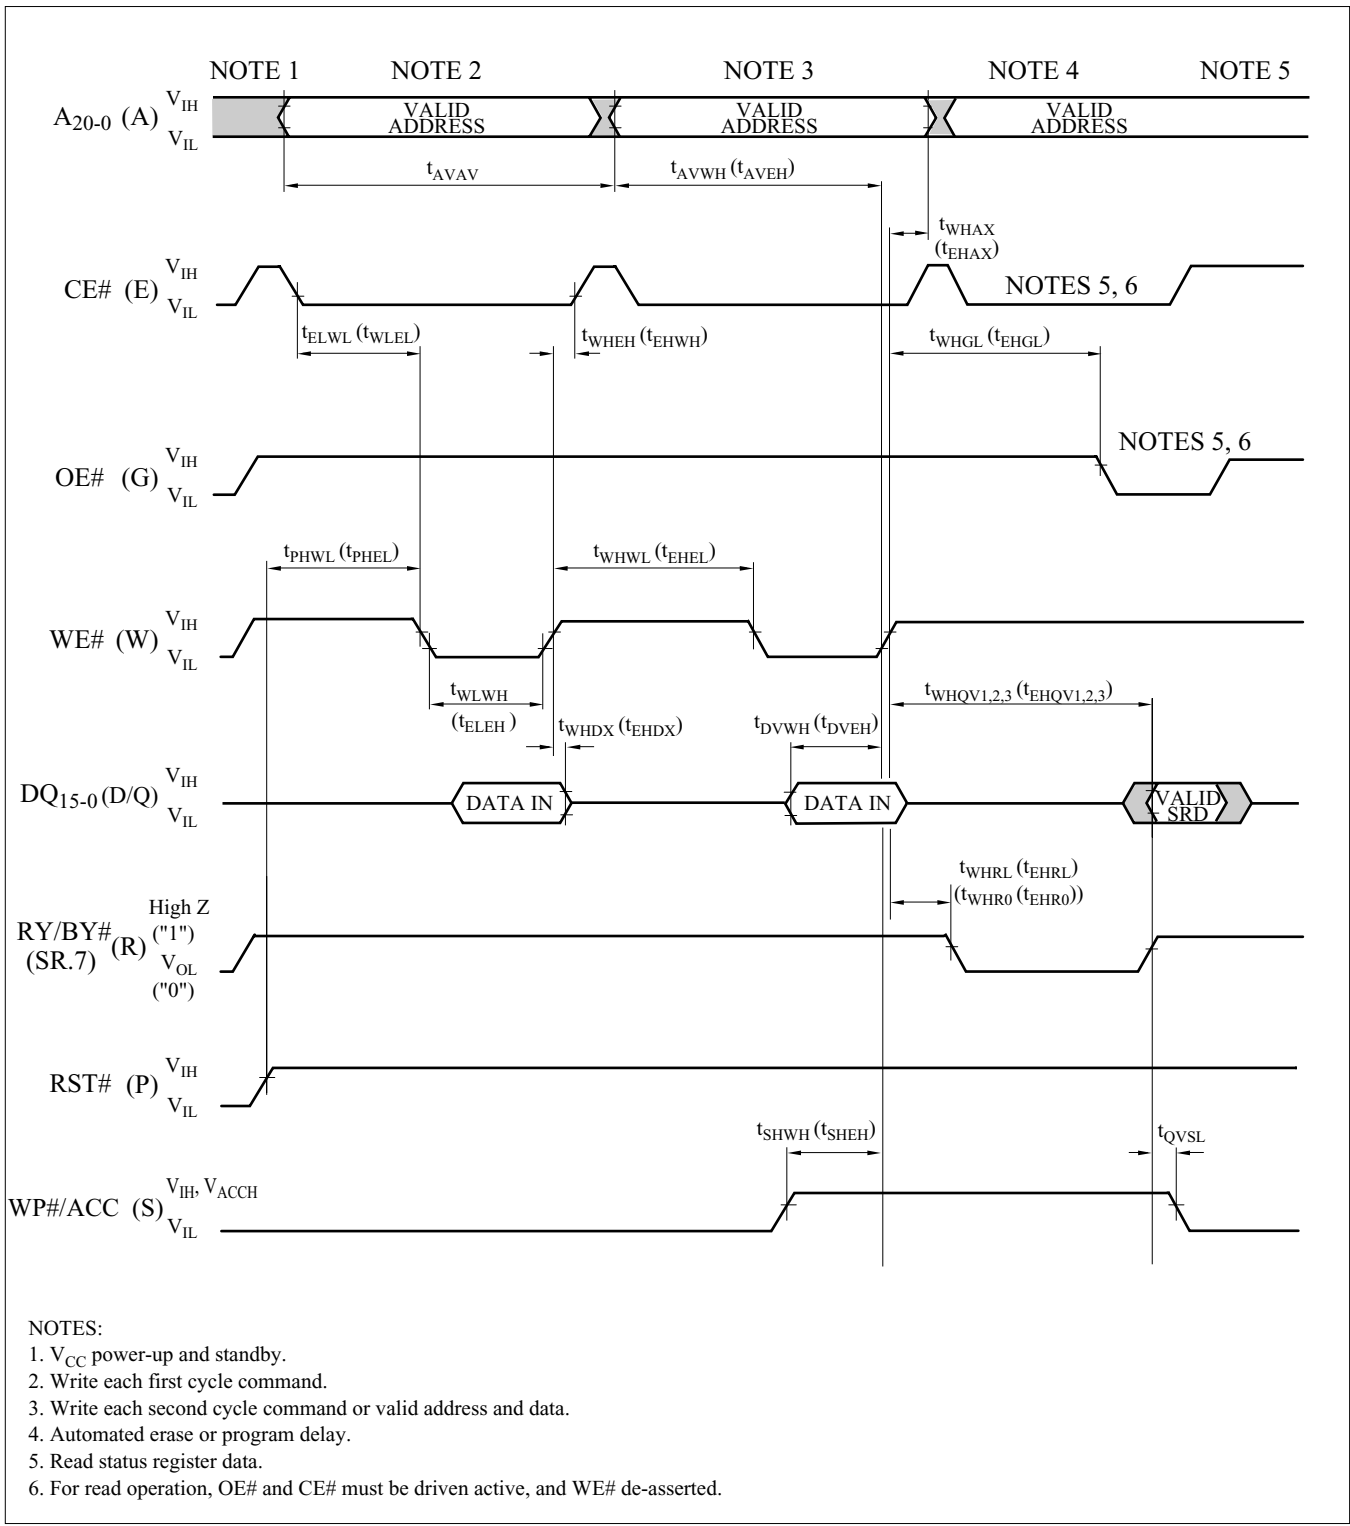 NOTE 1 NOTE 2 NOTE 3 NOTE 4 NOTE 5
A20-0 (A) VIH
VIL
VALID ADDRESS
VALID ADDRESS
VALID ADDRESS
tAVAV
tAVWH (tAVEH)
tWHAX
(tEHAX)
CE# (E) VIH
VIL
NOTES 5, 6
tELWL (tWLEL)
tWHEH (tEHWH)
tWHGL (tEHGL)
OE# (G) VIH
VIL
NOTES 5, 6
tPHWL (tPHEL)
tWHWL (tEHEL)
WE# (W) VIH
VIL
tWLWH
(tELEH )
tWHDX (tEHDX)
tDVWH (tDVEH)
tWHQV1,2,3 (tEHQV1,2,3)
DQ15-0 (D/Q) VIH
VIL
DATA IN
DATA IN
VALID
SRD
tWHRL (tEHRL)
(tWHR0 (tEHR0))
RY/BY#
(SR.7)
(R)
High Z
("1")
VOL
("0")
RST# (P) VIH
VIL
tSHWH (tSHEH)
tQVSL
WP#/ACC (S) VIH, VACCH
VIL
NOTES:
1. VCC power-up and standby.
2. Write each first cycle command.
3. Write each second cycle command or valid address and data.
4. Automated erase or program delay.
5. Read status register data.
6. For read operation, OE# and CE# must be driven active, and WE# de-asserted.